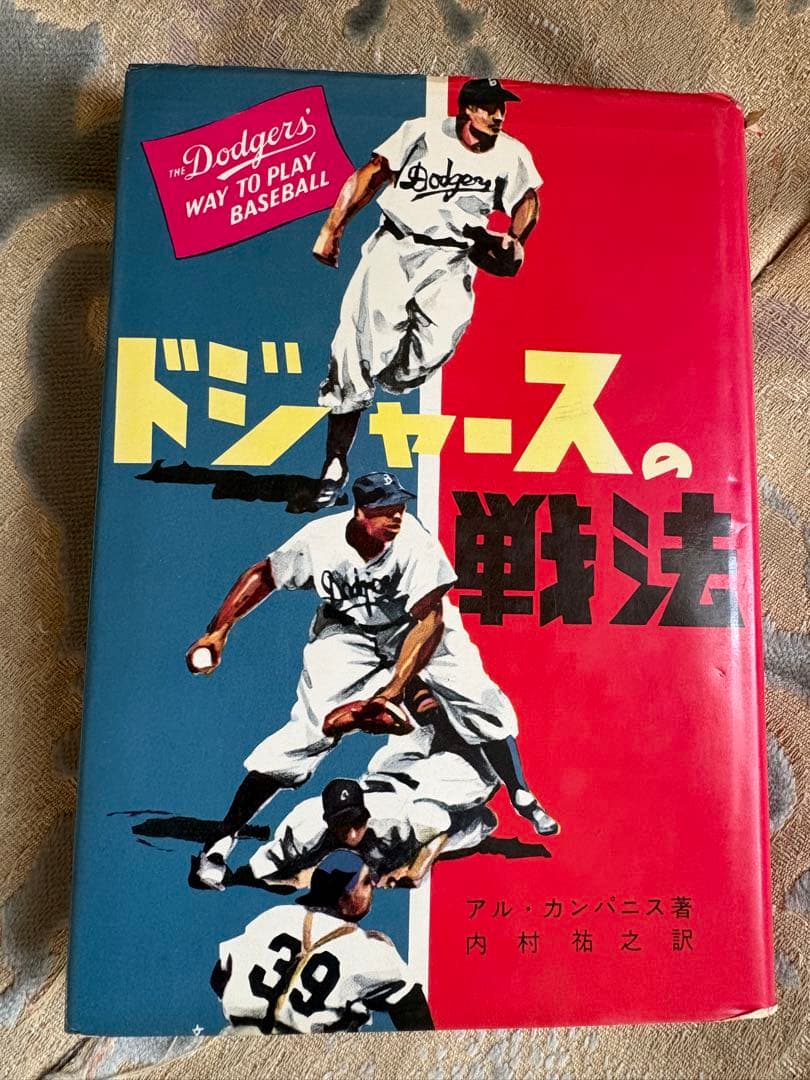 THE Dodgers'
WAY TO PLAY
BASEBALL
Dodgers
ドジャースの
戦法
B
Dodgers
アル・カンパニス著
内村祐之訳
39